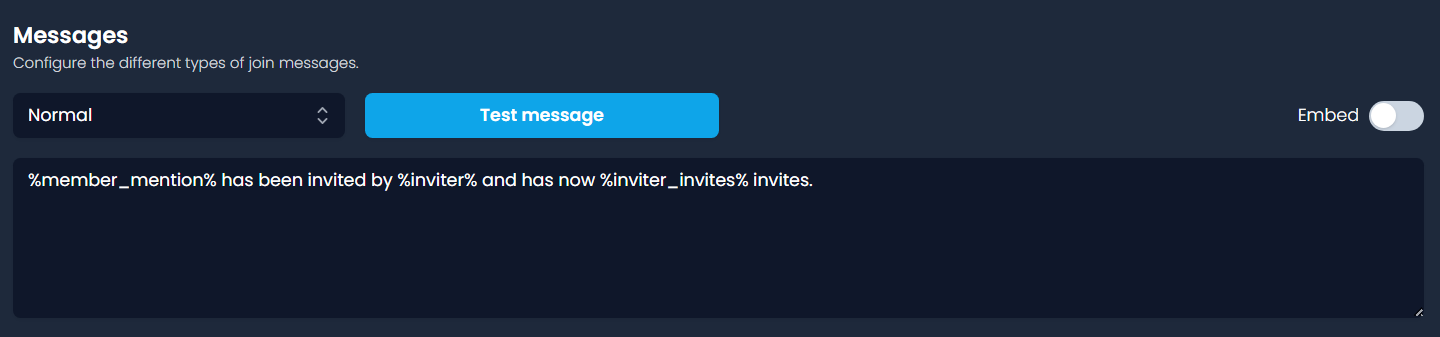 Messages
Configure the different types of join messages.
Normal
Test message
Embed
%member_mention% has been invited by %inviter% and has now %inviter_invites% invites.